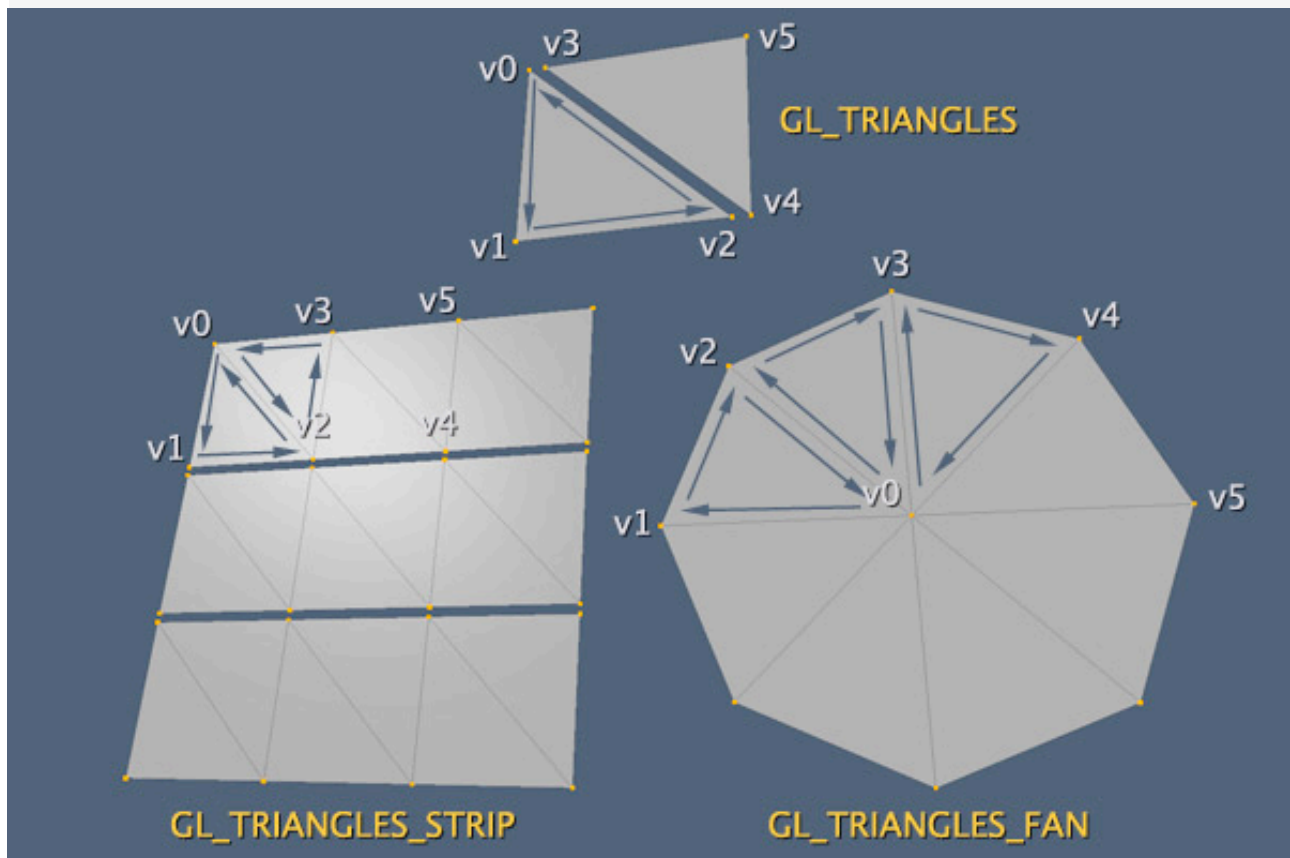 v3
v5
v0
GL_TRIANGLES
v4
v1
v2
v0
v3
v5
v1
v2
v4
GL_TRIANGLES_STRIP
v3
v4
v2
v0
v1
v5
GL_TRIANGLES_FAN